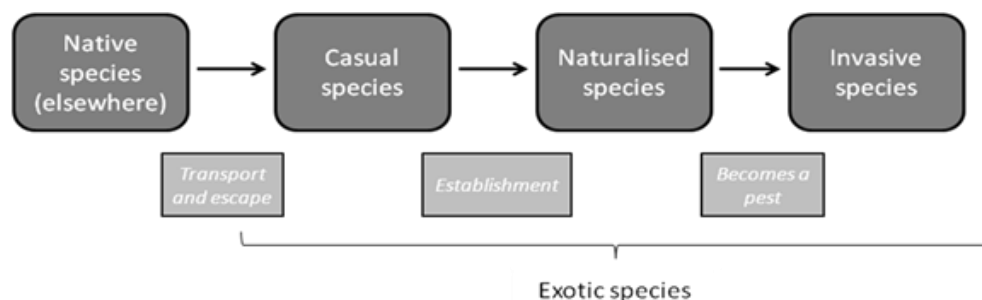 Native
species
(elsewhere)
Casual
species
Naturalised
species
Invasive
species
Transport
and escape
Establishment
Becomes a
pest
Exotic species